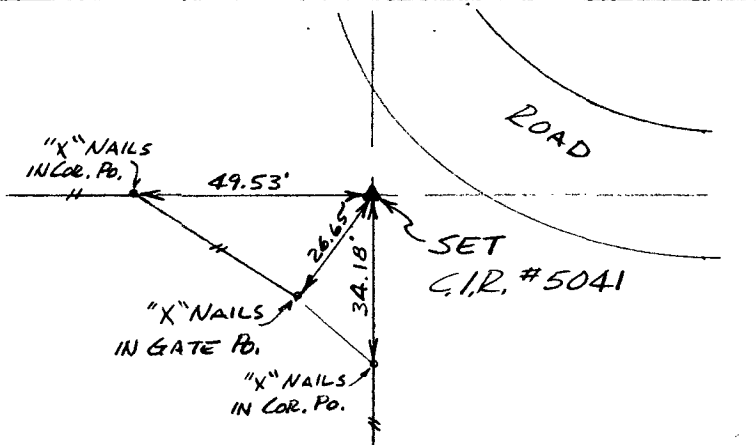 ROAD
"X" NAILS
IN COR. PO.
49.53'
26.65'
34.18'
SET
C.I.R. #5041
"X" NAILS
IN GATE PO.
"X" NAILS
IN COR. PO.